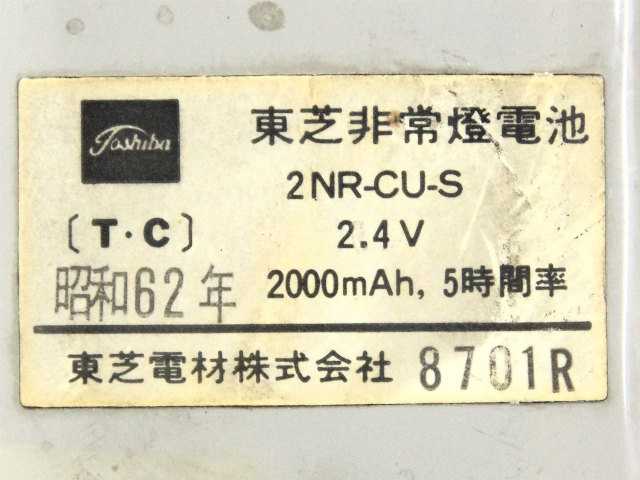 Toshiba
東芝非常燈電池
2NR-CU-S
〔T・C〕 2.4V
昭和62年 2000mAh, 5時間率
東芝電材株式会社 8701R